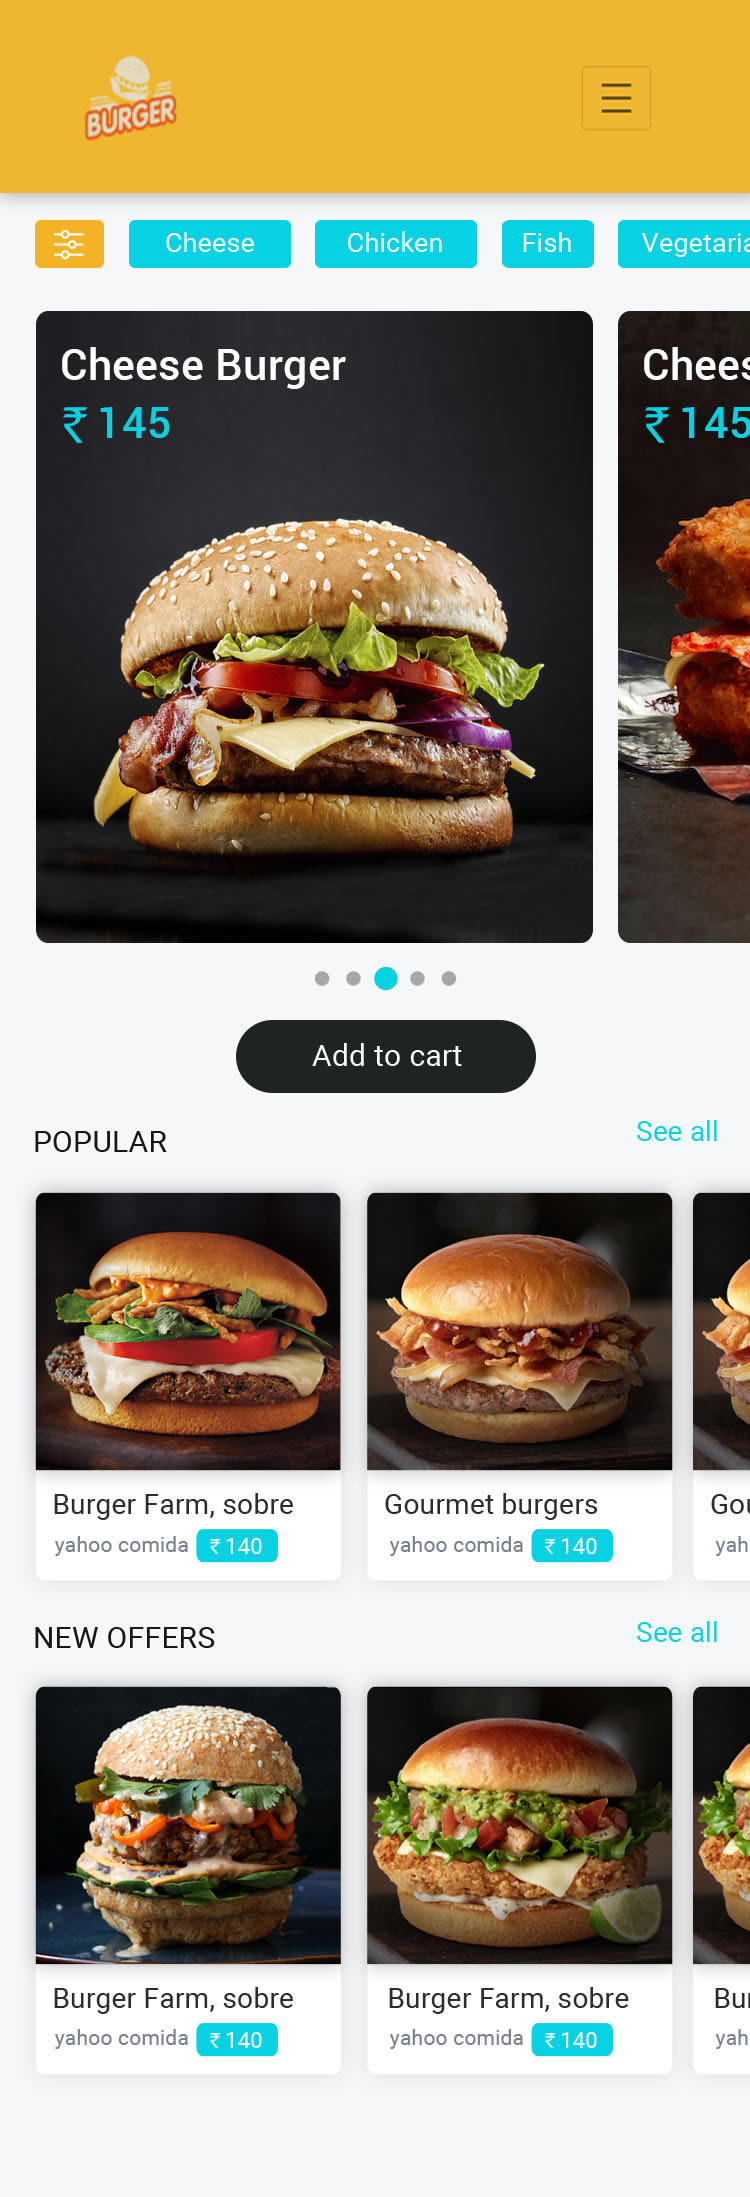 BURGER
Cheese Chicken Fish Vegetaria
Cheese Burger
₹ 145
Chees
₹ 145
Add to cart
POPULAR
See all
Burger Farm, sobre
yahoo comida ₹ 140
Gourmet burgers
yahoo comida ₹ 140
Gou
yah
NEW OFFERS
See all
Burger Farm, sobre
yahoo comida ₹ 140
Burger Farm, sobre
yahoo comida ₹ 140
Bur
yah